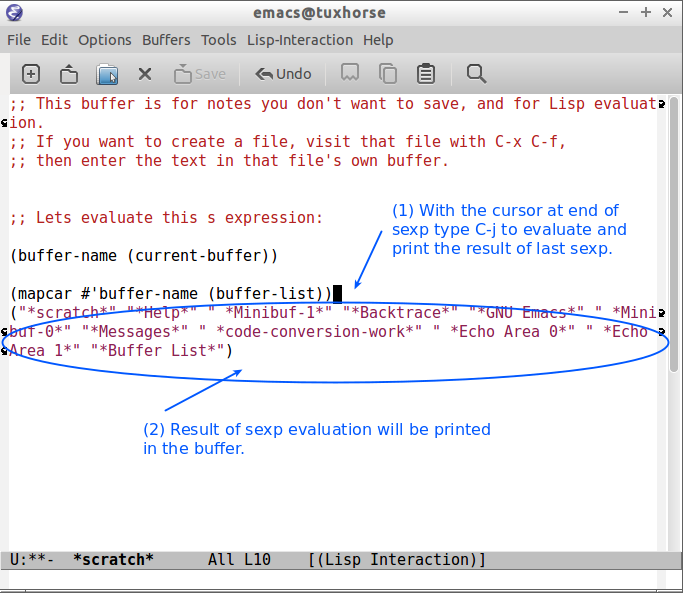 emacs@tuxhorse
File Edit Options Buffers Tools Lisp-Interaction Help
Save Undo
;; This buffer is for notes you don't want to save, and for Lisp evaluat
ion.
;; If you want to create a file, visit that file with C-x C-f,
;; then enter the text in that file's own buffer.
;; Lets evaluate this s expression:
(1) With the cursor at end of
sexp type C-j to evaluate and
print the result of last sexp.
(buffer-name (current-buffer))
(mapcar #'buffer-name (buffer-list))
("*scratch*" "*Help*" " *Minibuf-1*" "*Backtrace*" "*GNU Emacs*" " *Mini
buf-0*" "*Messages*" " *code-conversion-work*" " *Echo Area 0*" " *Echo
Area 1*" "*Buffer List*")
(2) Result of sexp evaluation will be printed
in the buffer.
U:**- *scratch* All L10 [(Lisp Interaction)]